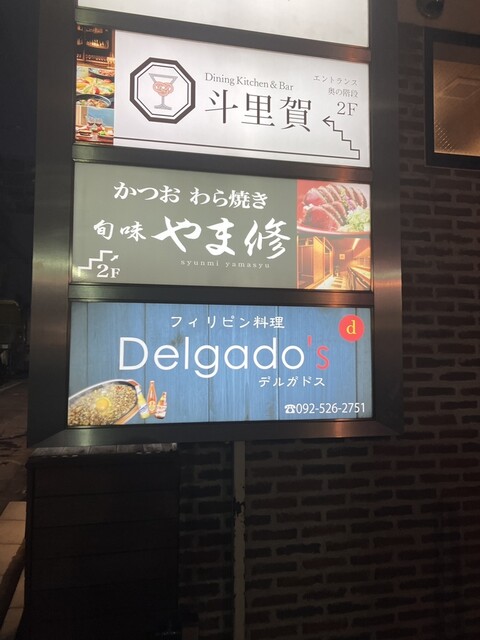 Dining Kitchen & Bar
斗里賀
エントランス
奥の階段
2F
かつお わら焼き
旬味 やま修
syunmi yamasyu
2F
フィリピン料理
d
Delgado's
デルガドス
☎092-526-2751